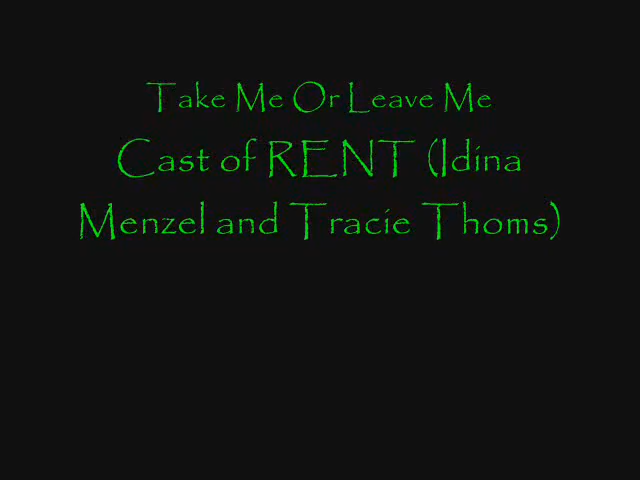 Take Me Or Leave Me
Cast of RENT (Idina
Menzel and Tracie Thoms)